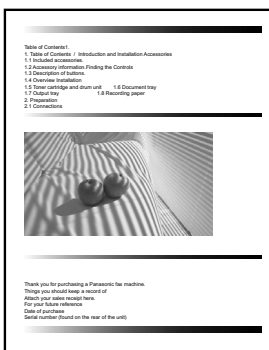 Table of Contents1.
1. Table of Contents / Introduction and Installation Accessories
1.1 Included accessories.
1.2 Accessory information.Finding the Controls
1.3 Description of buttons.
1.4 Overview Installation
1.5 Toner cartridge and drum unit 1.6 Document tray
1.7 Output tray 1.8 Recording paper
2. Preparation
2.1 Connections
Thank you for purchasing a Panasonic fax machine.
Things you should keep a record of
Attach your sales receipt here.
For your future reference
Date of purchase
Serial number (found on the rear of the unit)